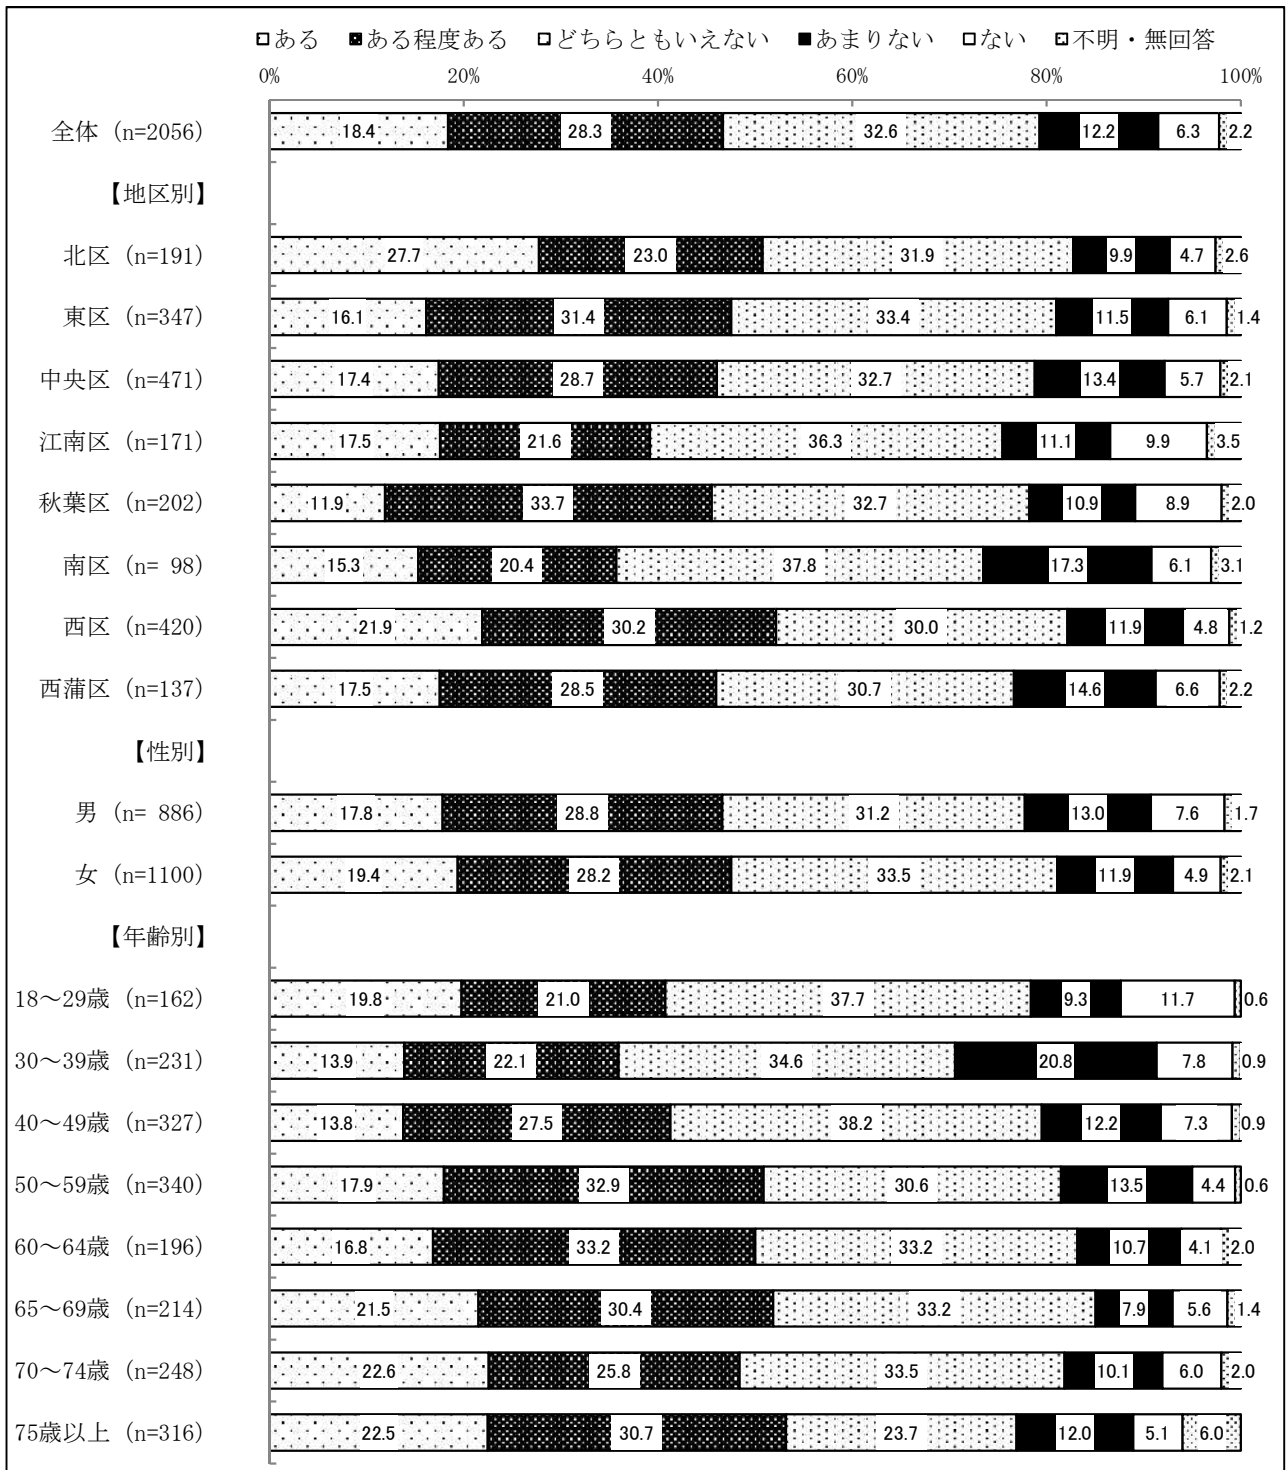 ある ある程度ある どちらともいえない あまりない ない 不明・無回答
0% 20% 40% 60% 80% 100%
全体 (n=2056) 18.4 28.3 32.6 12.2 6.3 2.2
【地区別】
北区 (n=191) 27.7 23.0 31.9 9.9 4.7 2.6
東区 (n=347) 16.1 31.4 33.4 11.5 6.1 1.4
中央区 (n=471) 17.4 28.7 32.7 13.4 5.7 2.1
江南区 (n=171) 17.5 21.6 36.3 11.1 9.9 3.5
秋葉区 (n=202) 11.9 33.7 32.7 10.9 8.9 2.0
南区 (n= 98) 15.3 20.4 37.8 17.3 6.1 3.1
西区 (n=420) 21.9 30.2 30.0 11.9 4.8 1.2
西蒲区 (n=137) 17.5 28.5 30.7 14.6 6.6 2.2
【性別】
男 (n= 886) 17.8 28.8 31.2 13.0 7.6 1.7
女 (n=1100) 19.4 28.2 33.5 11.9 4.9 2.1
【年齢別】
18～29歳 (n=162) 19.8 21.0 37.7 9.3 11.7 0.6
30～39歳 (n=231) 13.9 22.1 34.6 20.8 7.8 0.9
40～49歳 (n=327) 13.8 27.5 38.2 12.2 7.3 0.9
50～59歳 (n=340) 17.9 32.9 30.6 13.5 4.4 0.6
60～64歳 (n=196) 16.8 33.2 33.2 10.7 4.1 2.0
65～69歳 (n=214) 21.5 30.4 33.2 7.9 5.6 1.4
70～74歳 (n=248) 22.6 25.8 33.5 10.1 6.0 2.0
75歳以上 (n=316) 22.5 30.7 23.7 12.0 5.1 6.0